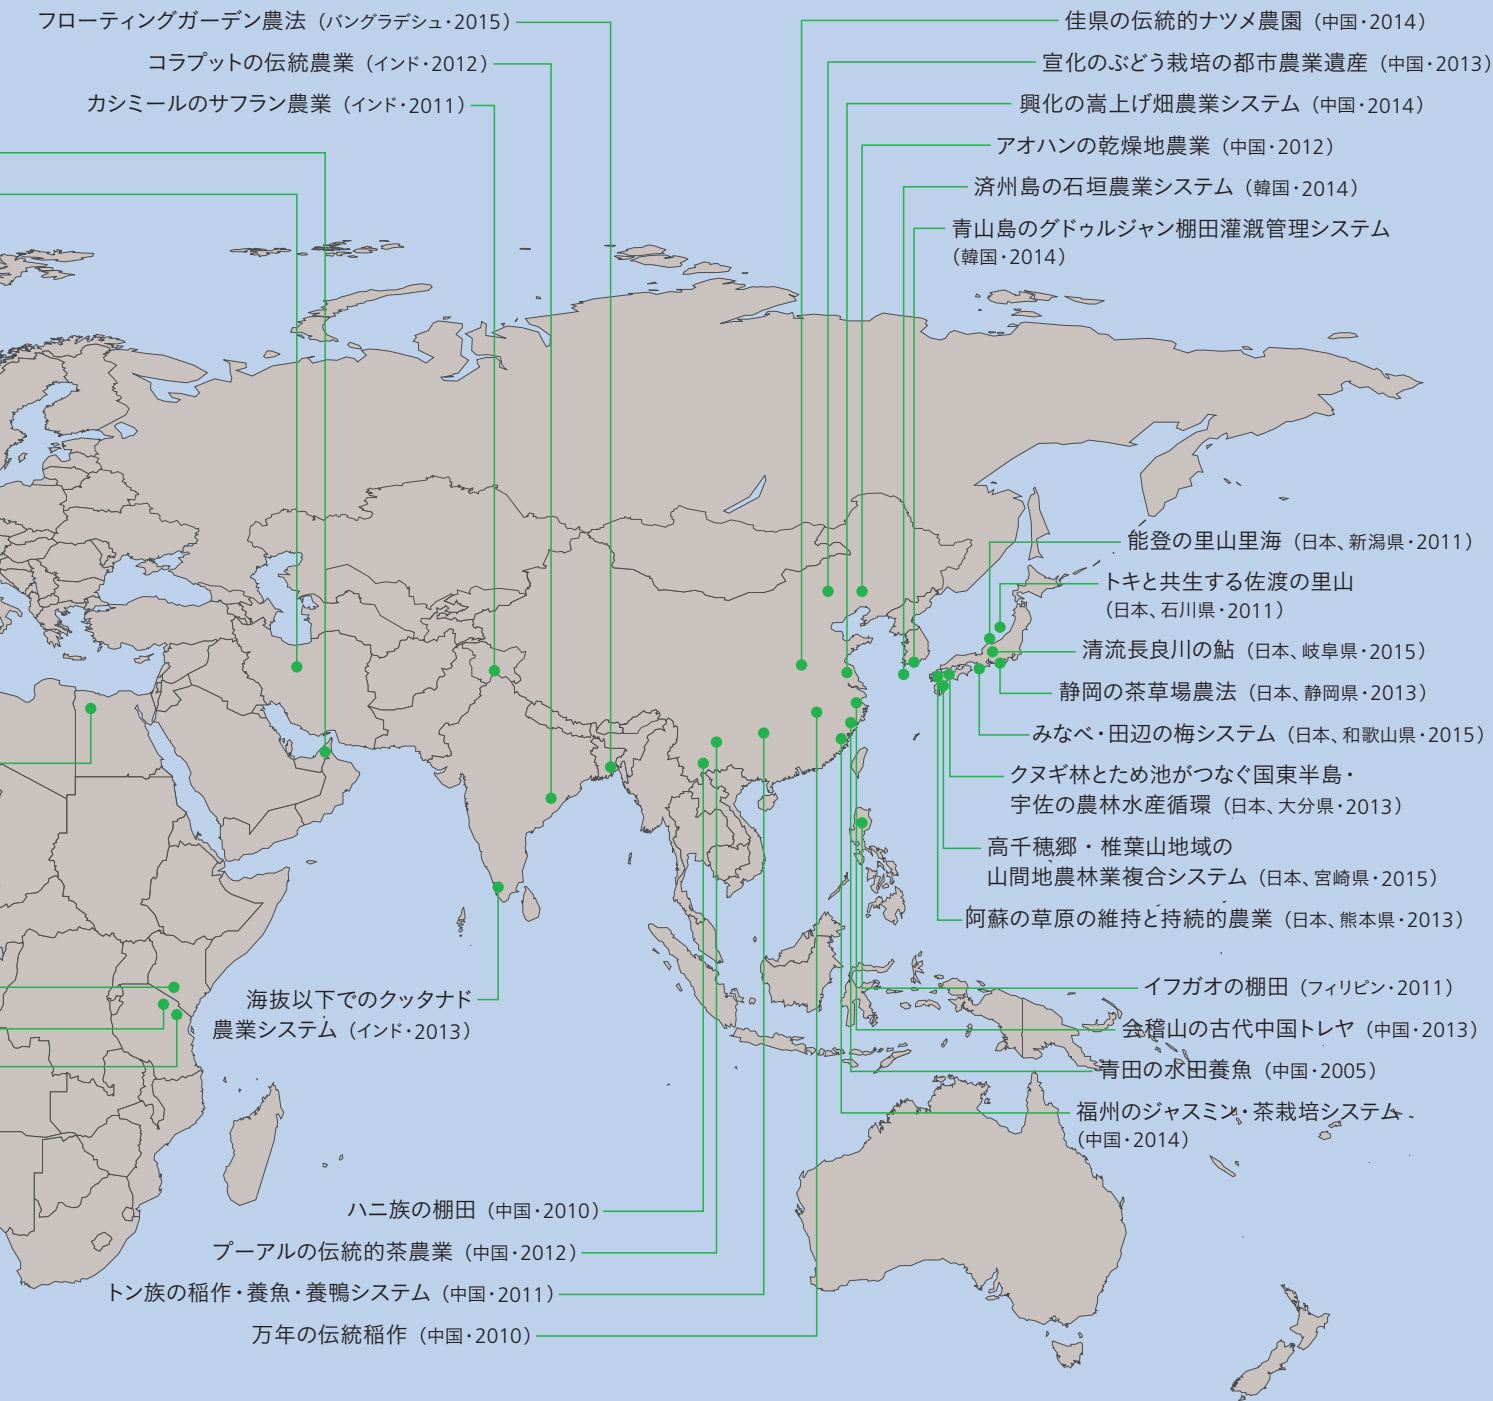 フローティングガーデン農法（バングラデシュ・2015）
コラプットの伝統農業（インド・2012）
カシミールのサフラン農業（インド・2011）
佳県の伝統的ナツメ農園（中国・2014）
宣化のぶどう栽培の都市農業遺産（中国・2013）
興化の嵩上げ畑農業システム（中国・2014）
アオハンの乾燥地農業（中国・2012）
済州島の石垣農業システム（韓国・2014）
青山島のグドゥルジャン棚田灌漑管理システム
（韓国・2014）
能登の里山里海（日本、新潟県・2011）
トキと共生する佐渡の里山
（日本、石川県・2011）
清流長良川の鮎（日本、岐阜県・2015）
静岡の茶草場農法（日本、静岡県・2013）
みなべ・田辺の梅システム（日本、和歌山県・2015）
クヌギ林とため池がつなぐ国東半島・
宇佐の農林水産循環（日本、大分県・2013）
高千穂郷・椎葉山地域の
山間地農林業複合システム（日本、宮崎県・2015）
阿蘇の草原の維持と持続的農業（日本、熊本県・2013）
イフガオの棚田（フィリピン・2011）
会稽山の古代中国トレヤ（中国・2013）
青田の水田養魚（中国・2005）
福州のジャスミン・茶栽培システム
（中国・2014）
海抜以下でのクッタナド
農業システム（インド・2013）
ハニ族の棚田（中国・2010）
プーアルの伝統的茶農業（中国・2012）
トン族の稲作・養魚・養鴨システム（中国・2011）
万年の伝統稲作（中国・2010）